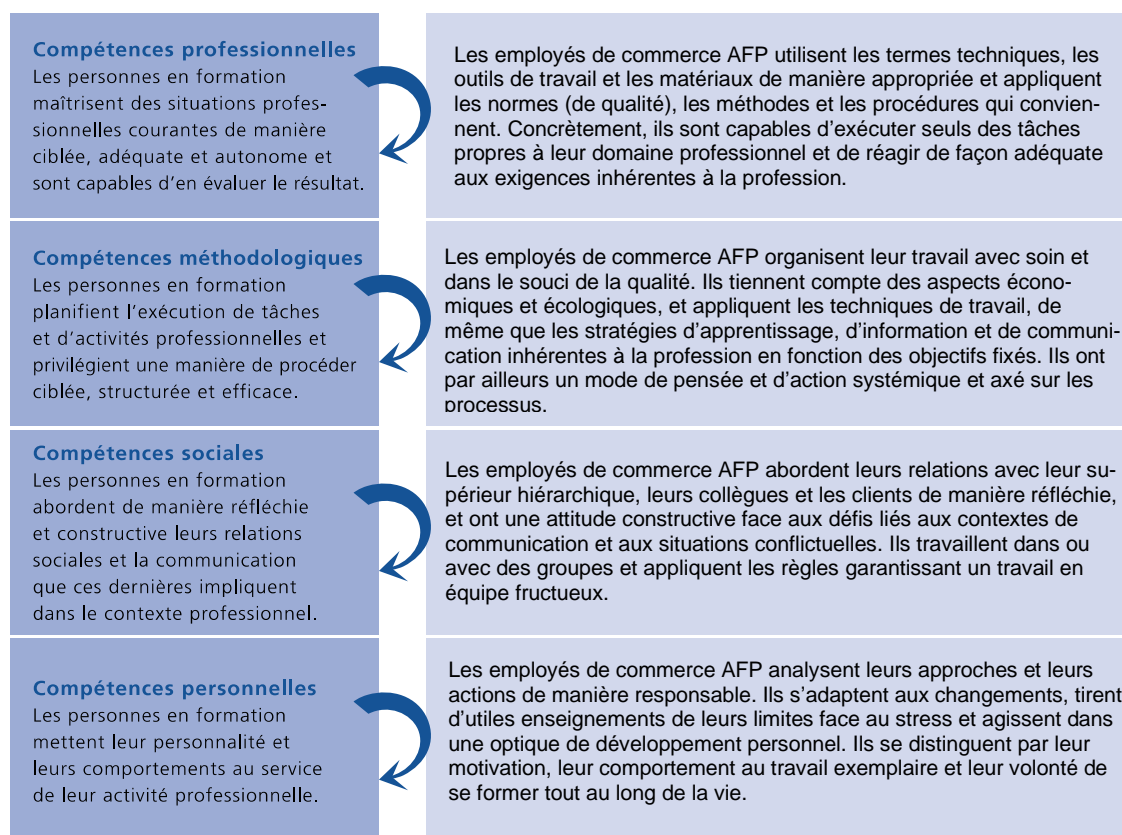 Compétences professionnelles
Les personnes en formation
maîtrisent des situations profes-
sionnelles courantes de manière
ciblée, adéquate et autonome et
sont capables d'en évaluer le résultat.
Les employés de commerce AFP utilisent les termes techniques, les
outils de travail et les matériaux de manière appropriée et appliquent
les normes (de qualité), les méthodes et les procédures qui convien-
nent. Concrètement, ils sont capables d'exécuter seuls des tâches
propres à leur domaine professionnel et de réagir de façon adéquate
aux exigences inhérentes à la profession.
Compétences méthodologiques
Les personnes en formation
planifient l'exécution de tâches
et d'activités professionnelles et
privilégient une manière de procéder
ciblée, structurée et efficace.
Les employés de commerce AFP organisent leur travail avec soin et
dans le souci de la qualité. Ils tiennent compte des aspects écono-
miques et écologiques, et appliquent les techniques de travail, de
même que les stratégies d'apprentissage, d'information et de communi-
cation inhérentes à la profession en fonction des objectifs fixés. Ils ont
par ailleurs un mode de pensée et d'action systémique et axé sur les
processus.
Compétences sociales
Les personnes en formation
abordent de manière réfléchie
et constructive leurs relations
sociales et la communication
que ces dernières impliquent
dans le contexte professionnel.
Les employés de commerce AFP abordent leurs relations avec leur su-
périeur hiérarchique, leurs collègues et les clients de manière réfléchie,
et ont une attitude constructive face aux défis liés aux contextes de
communication et aux situations conflictuelles. Ils travaillent dans ou
avec des groupes et appliquent les règles garantissant un travail en
équipe fructueux.
Compétences personnelles
Les personnes en formation
mettent leur personnalité et
leurs comportements au service
de leur activité professionnelle.
Les employés de commerce AFP analysent leurs approches et leurs
actions de manière responsable. Ils s'adaptent aux changements, tirent
d'utiles enseignements de leurs limites face au stress et agissent dans
une optique de développement personnel. Ils se distinguent par leur
motivation, leur comportement au travail exemplaire et leur volonté de
se former tout au long de la vie.